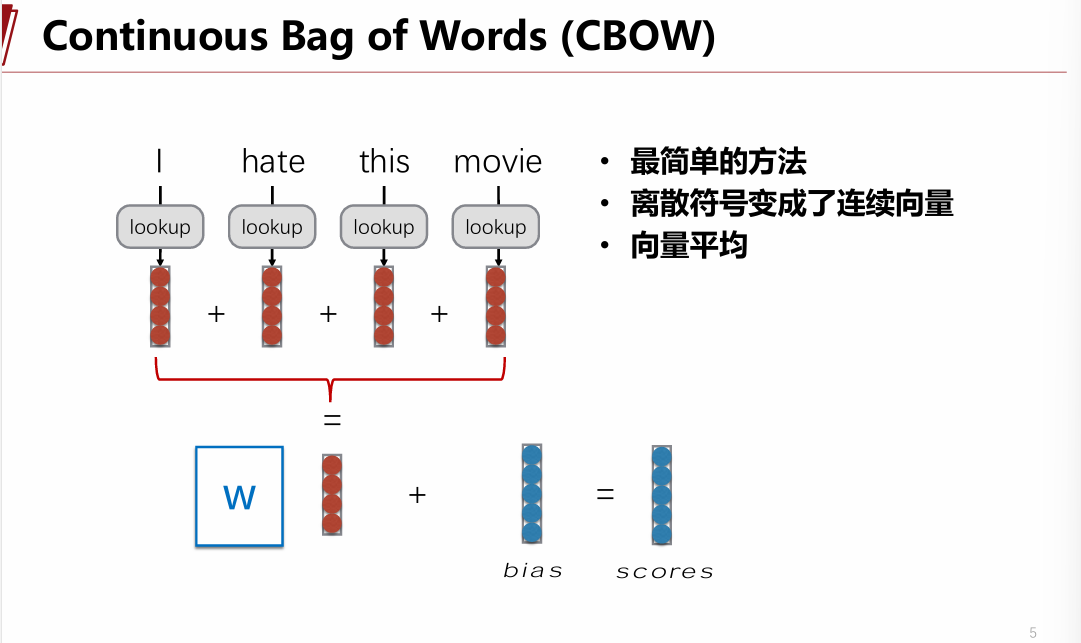 Continuous Bag of Words (CBOW)
I hate this movie
lookup lookup lookup lookup
+ + +
=
W + =
bias scores
• 最简单的方法
• 离散符号变成了连续向量
• 向量平均
5